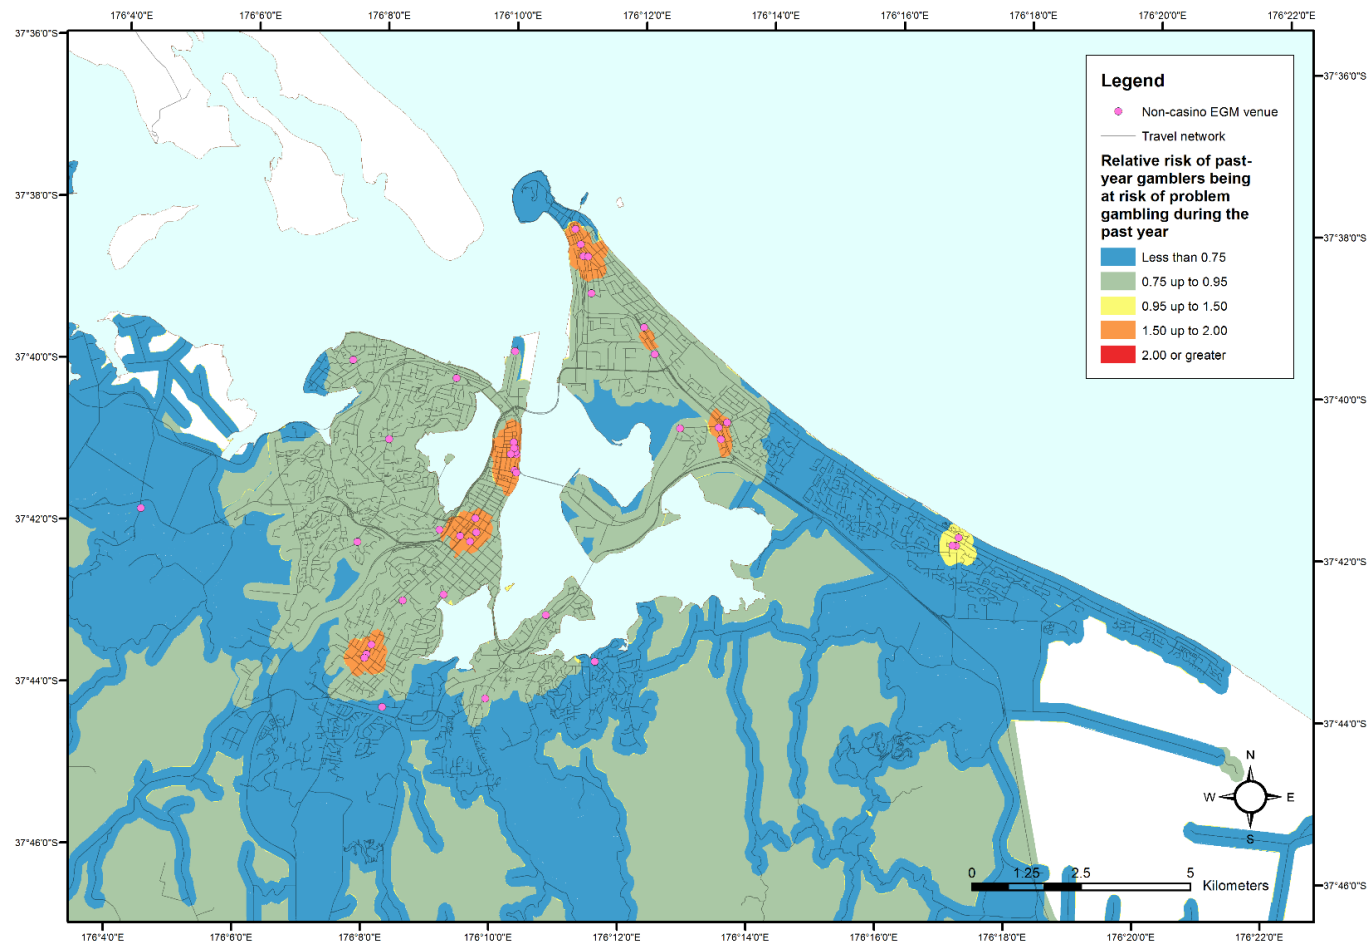 176°4'0"E 176°6'0"E 176°8'0"E 176°10'0"E 176°12'0"E 176°14'0"E 176°16'0"E 176°18'0"E 176°20'0"E 176°22'0"E
37°36'0"S
37°36'0"S
Legend
Non-casino EGM venue
Travel network
Relative risk of past-
year gamblers being
at risk of problem
gambling during the
past year
Less than 0.75
0.75 up to 0.95
0.95 up to 1.50
1.50 up to 2.00
2.00 or greater
37°38'0"S
37°38'0"S
37°40'0"S
37°40'0"S
37°42'0"S
37°42'0"S
37°44'0"S
37°44'0"S
N
W E
S
37°46'0"S
0 1.25 2.5 5
Kilometers
37°46'0"S
176°4'0"E 176°6'0"E 176°8'0"E 176°10'0"E 176°12'0"E 176°14'0"E 176°16'0"E 176°18'0"E 176°20'0"E 176°22'0"E